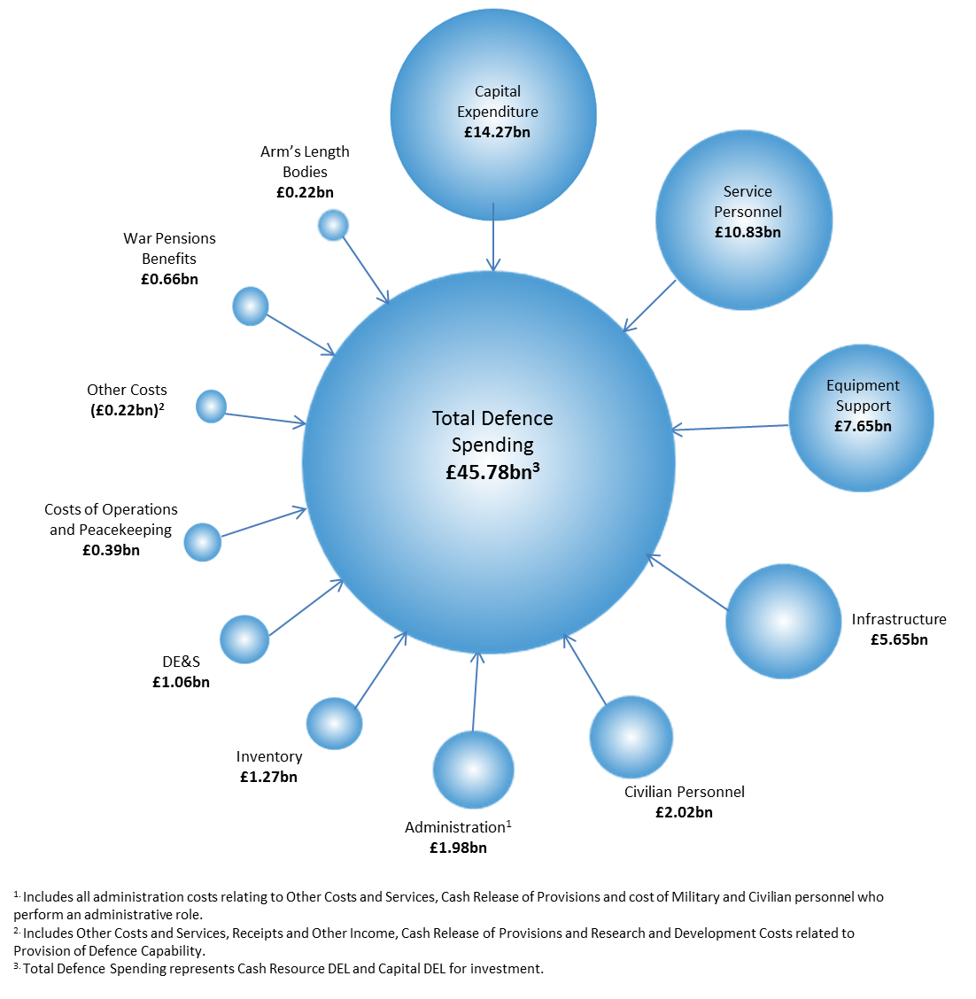 Capital
Expenditure
£14.27bn
Service
Personnel
£10.83bn
Equipment
Support
£7.65bn
Infrastructure
£5.65bn
Civilian Personnel
£2.02bn
Administration¹
£1.98bn
Inventory
£1.27bn
DE&S
£1.06bn
Costs of Operations
and Peacekeeping
£0.39bn
Other Costs
(£0.22bn)²
War Pensions
Benefits
£0.66bn
Arm’s Length
Bodies
£0.22bn
Total Defence
Spending
£45.78bn³
¹· Includes all administration costs relating to Other Costs and Services, Cash Release of Provisions and cost of Military and Civilian personnel who
perform an administrative role.
²· Includes Other Costs and Services, Receipts and Other Income, Cash Release of Provisions and Research and Development Costs related to
Provision of Defence Capability.
³· Total Defence Spending represents Cash Resource DEL and Capital DEL for investment.